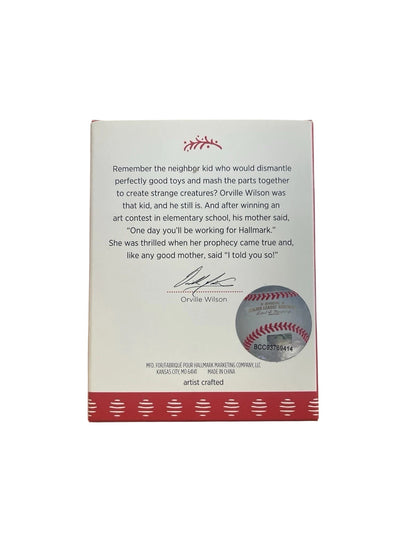 Remember the neighbor kid who would dismantle
perfectly good toys and mash the parts together
to create strange creatures? Orville Wilson was
that kid, and he still is. And after winning an
art contest in elementary school, his mother said,
“One day you'll be working for Hallmark.”
She was thrilled when her prophecy came true and,
like any good mother, said “I told you so!”
Orville Wilson
BCC03769414
MFG. FOR/FABRIQUÉ POUR HALLMARK MARKETING COMPANY, LLC
KANSAS CITY, MO 64141 MADE IN CHINA
artist crafted